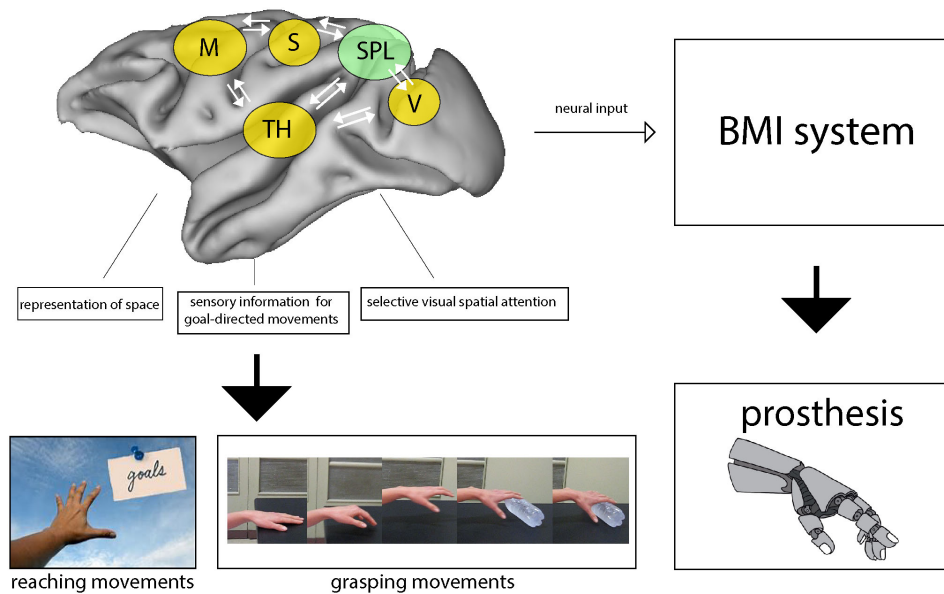 M
S
SPL
V
TH
neural input
BMI system
representation of space
sensory information for
goal-directed movements
selective visual spatial attention
goals
reaching movements
grasping movements
prosthesis